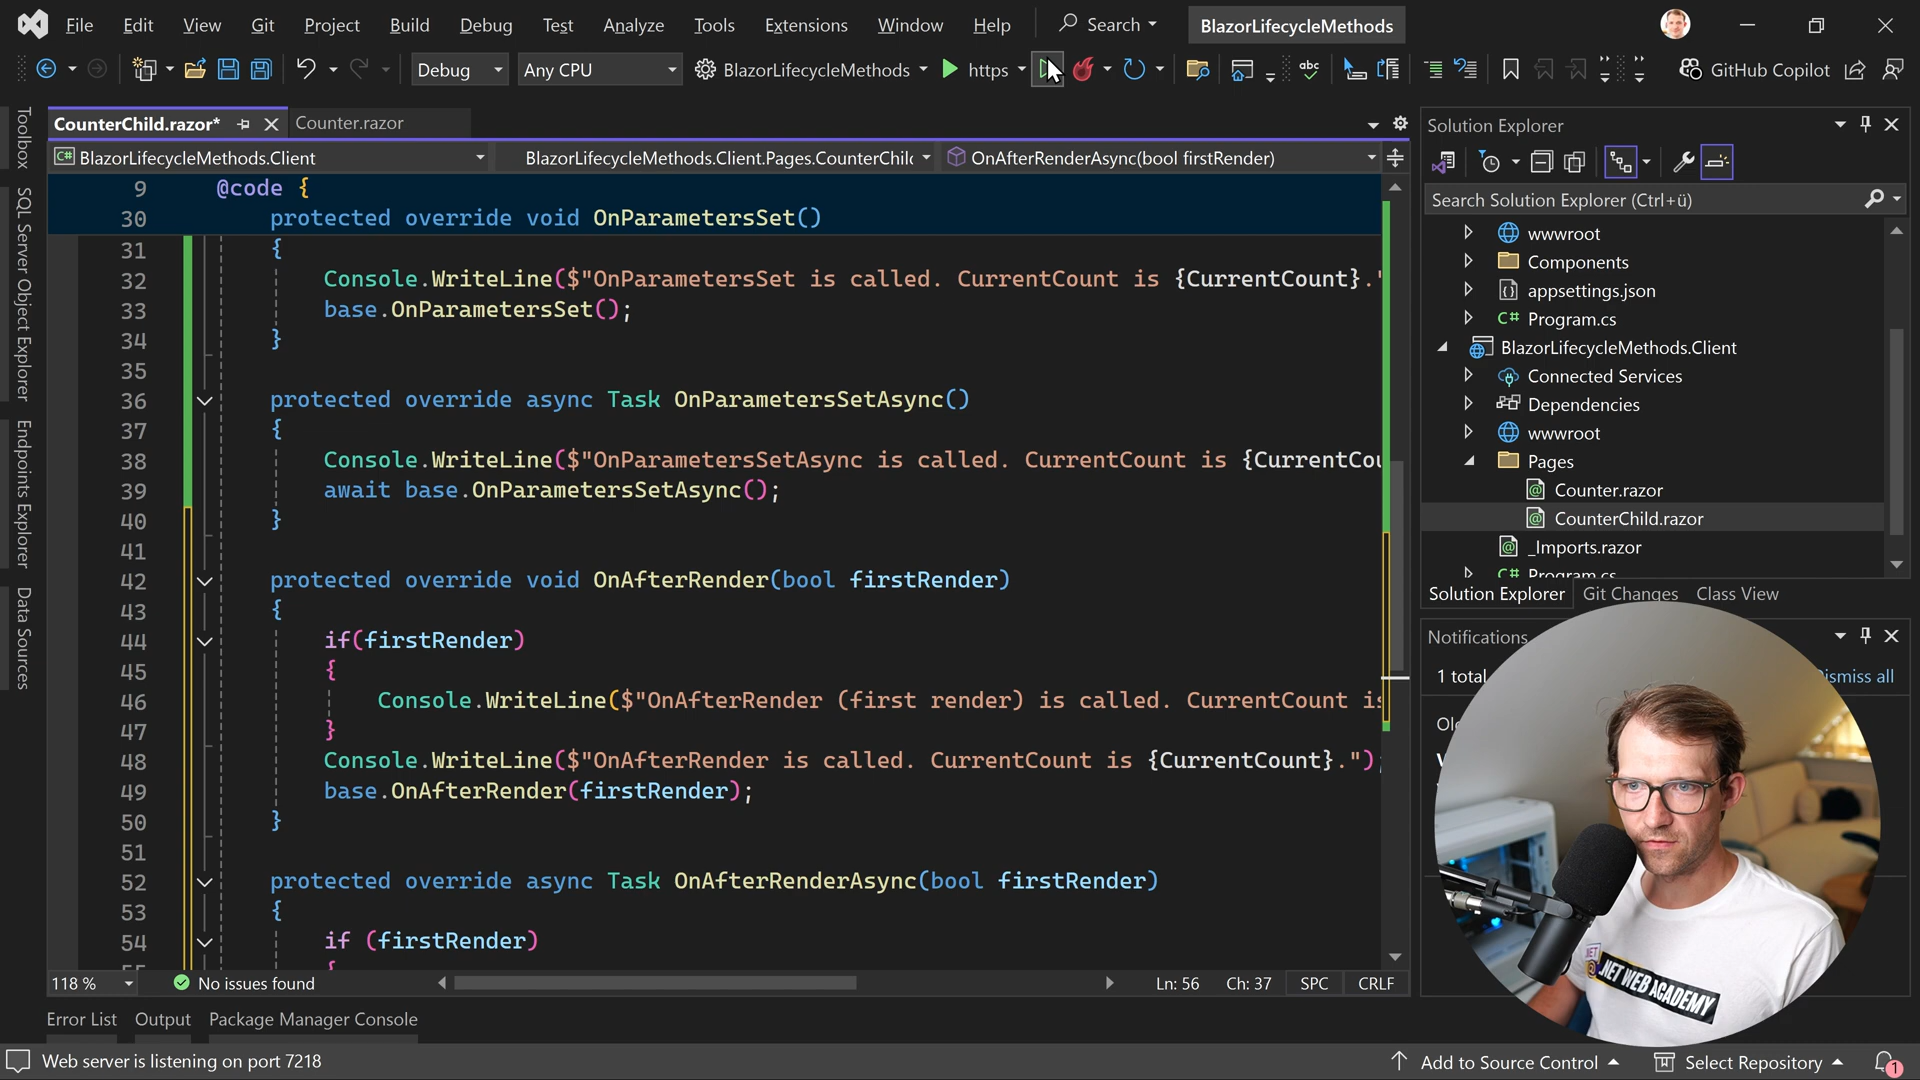 File Edit View Git Project Build Debug Test Analyze Tools Extensions Window Help Search BlazorLifecycleMethods
Debug Any CPU BlazorLifecycleMethods https GitHub Copilot
CounterChild.razor* Counter.razor
BlazorLifecycleMethods.Client BlazorLifecycleMethods.Client.Pages.CounterChilc OnAfterRenderAsync(bool firstRender)
9 @code {
30 protected override void OnParametersSet()
31 {
32 Console.WriteLine($"OnParametersSet is called. CurrentCount is {CurrentCount}."
33 base.OnParametersSet();
34 }
35
36 protected override async Task OnParametersSetAsync()
37 {
38 Console.WriteLine($"OnParametersSetAsync is called. CurrentCount is {CurrentCou
39 await base.OnParametersSetAsync();
40 }
41
42 protected override void OnAfterRender(bool firstRender)
43 {
44 if(firstRender)
45 {
46 Console.WriteLine($"OnAfterRender (first render) is called. CurrentCount is
47 }
48 Console.WriteLine($"OnAfterRender is called. CurrentCount is {CurrentCount}.");
49 base.OnAfterRender(firstRender);
50 }
51
52 protected override async Task OnAfterRenderAsync(bool firstRender)
53 {
54 if (firstRender)
55 {
118 % No issues found Ln: 56 Ch: 37 SPC CRLF
Error List Output Package Manager Console
Web server is listening on port 7218 Add to Source Control Select Repository 1
Toolbox
SQL Server Object Explorer
Endpoints Explorer
Data Sources
Solution Explorer
Search Solution Explorer (Ctrl+ü)
wwwroot
Components
appsettings.json
C# Program.cs
BlazorLifecycleMethods.Client
Connected Services
Dependencies
wwwroot
Pages
Counter.razor
CounterChild.razor
_Imports.razor
C# Program.cs
Solution Explorer Git Changes Class View
Notifications
1 total ismiss all
.NET WEB ACADEMY